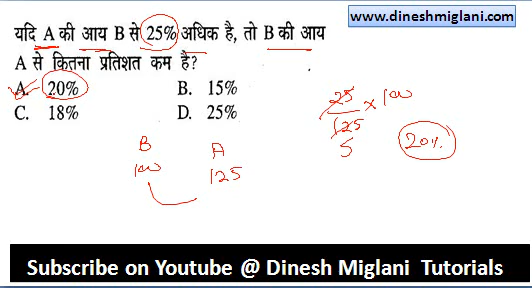 www.dineshmiglani.com
यदि A की आय B से 25% अधिक है, तो B की आय
A से कितना प्रतिशत कम है?
A. 20% B. 15%
C. 18% D. 25%
25
125 × 100
5
20%
B A
100 125
Subscribe on Youtube @ Dinesh Miglani Tutorials